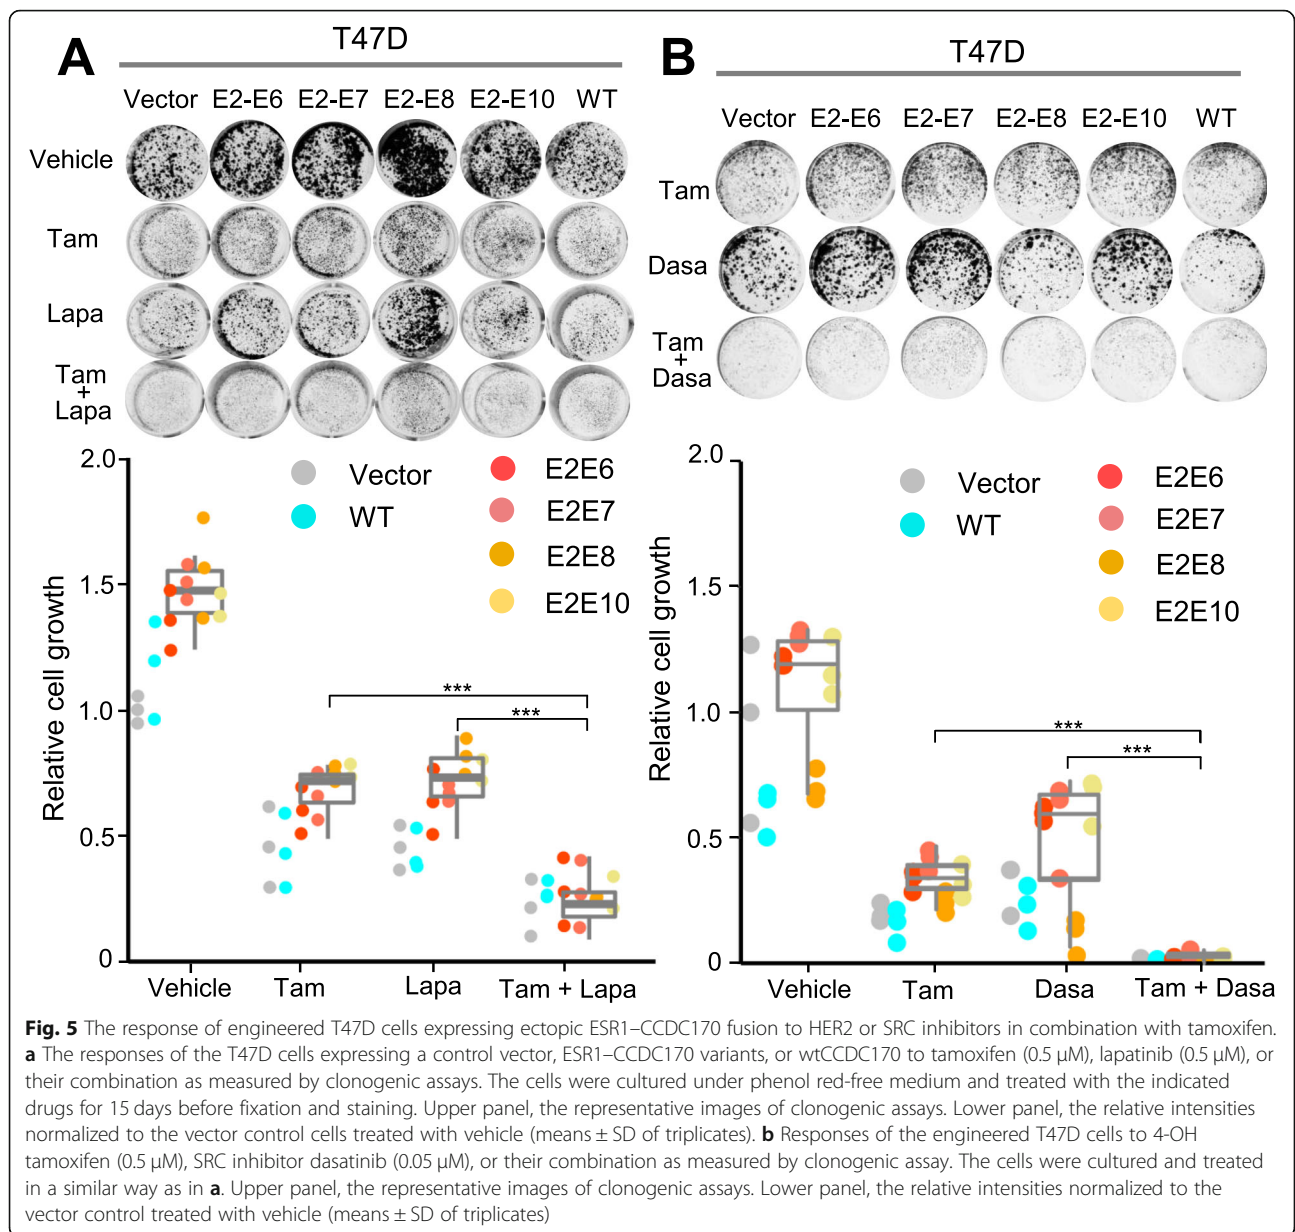 A
T47D
Vector E2-E6 E2-E7 E2-E8 E2-E10 WT
Vehicle
Tam
Lapa
Tam
+
Lapa
2.0
1.5
1.0
0.5
0
Relative cell growth
Vector
WT
E2E6
E2E7
E2E8
E2E10
***
***
Vehicle Tam Lapa Tam + Lapa
B
T47D
Vector E2-E6 E2-E7 E2-E8 E2-E10 WT
Tam
Dasa
Tam
+
Dasa
2.0
1.5
1.0
0.5
0
Relative cell growth
Vector
WT
E2E6
E2E7
E2E8
E2E10
***
***
Vehicle Tam Dasa Tam + Dasa
Fig. 5 The response of engineered T47D cells expressing ectopic ESR1–CCDC170 fusion to HER2 or SRC inhibitors in combination with tamoxifen.
a The responses of the T47D cells expressing a control vector, ESR1–CCDC170 variants, or wtCCDC170 to tamoxifen (0.5 μM), lapatinib (0.5 μM), or
their combination as measured by clonogenic assays. The cells were cultured under phenol red-free medium and treated with the indicated
drugs for 15 days before fixation and staining. Upper panel, the representative images of clonogenic assays. Lower panel, the relative intensities
normalized to the vector control cells treated with vehicle (means ± SD of triplicates). b Responses of the engineered T47D cells to 4-OH
tamoxifen (0.5 μM), SRC inhibitor dasatinib (0.05 μM), or their combination as measured by clonogenic assay. The cells were cultured and treated
in a similar way as in a. Upper panel, the representative images of clonogenic assays. Lower panel, the relative intensities normalized to the
vector control treated with vehicle (means ± SD of triplicates)